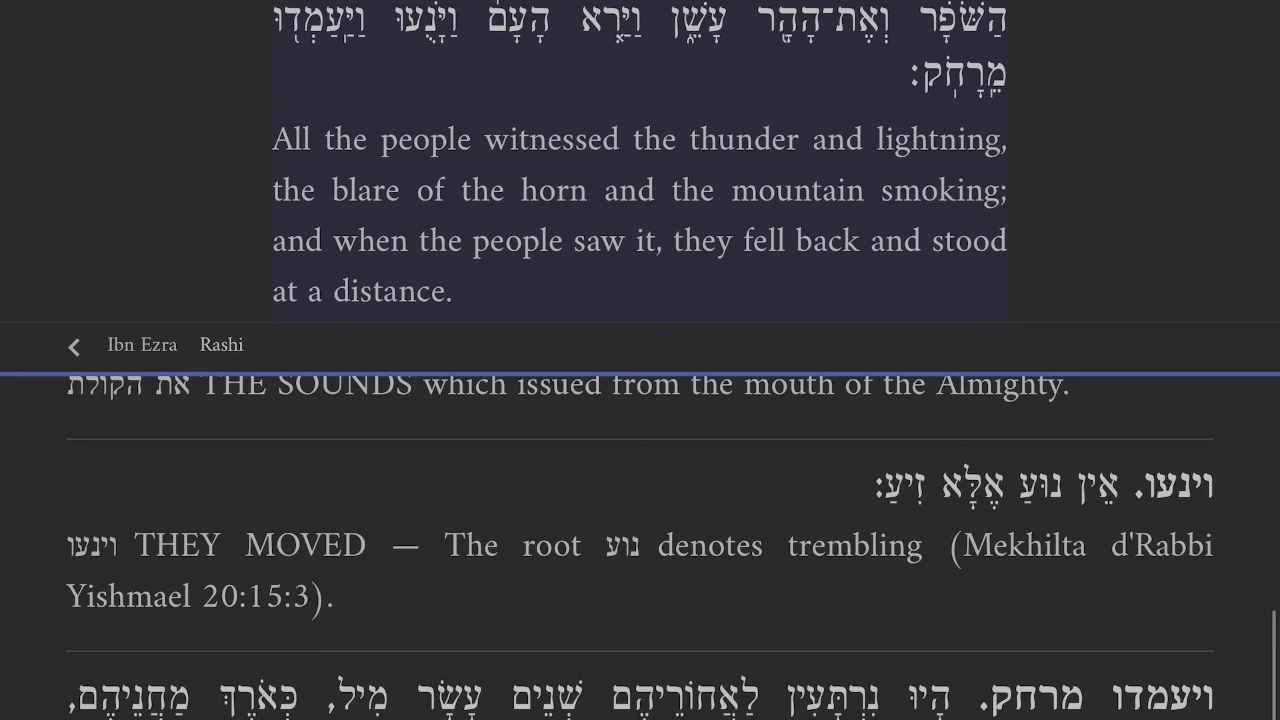 הַשֹּׁפָ֔ר וְאֶת־הָהָ֖ר עָשֵׁ֑ן וַיַּ֤רְא הָעָם֙ וַיָּנֻ֔עוּ וַיַּֽעַמְד֖וּ
מֵֽרָחֹֽק׃
All the people witnessed the thunder and lightning,
the blare of the horn and the mountain smoking;
and when the people saw it, they fell back and stood
at a distance.
Ibn Ezra Rashi
את הקולת THE SOUNDS which issued from the mouth of the Almighty.
וינעו. אֵין נוּעַ אֶלָּא זִיעַ:
וינעו THEY MOVED — The root נוע denotes trembling (Mekhilta d'Rabbi
Yishmael 20:15:3).
ויעמדו מרחק. הָיוּ נִרְתָּעִין לַאֲחוֹרֵיהֶם שְׁנֵים עָשָׂר מִיל, כְּאֹרֶךְ מַחֲנֵיהֶם,